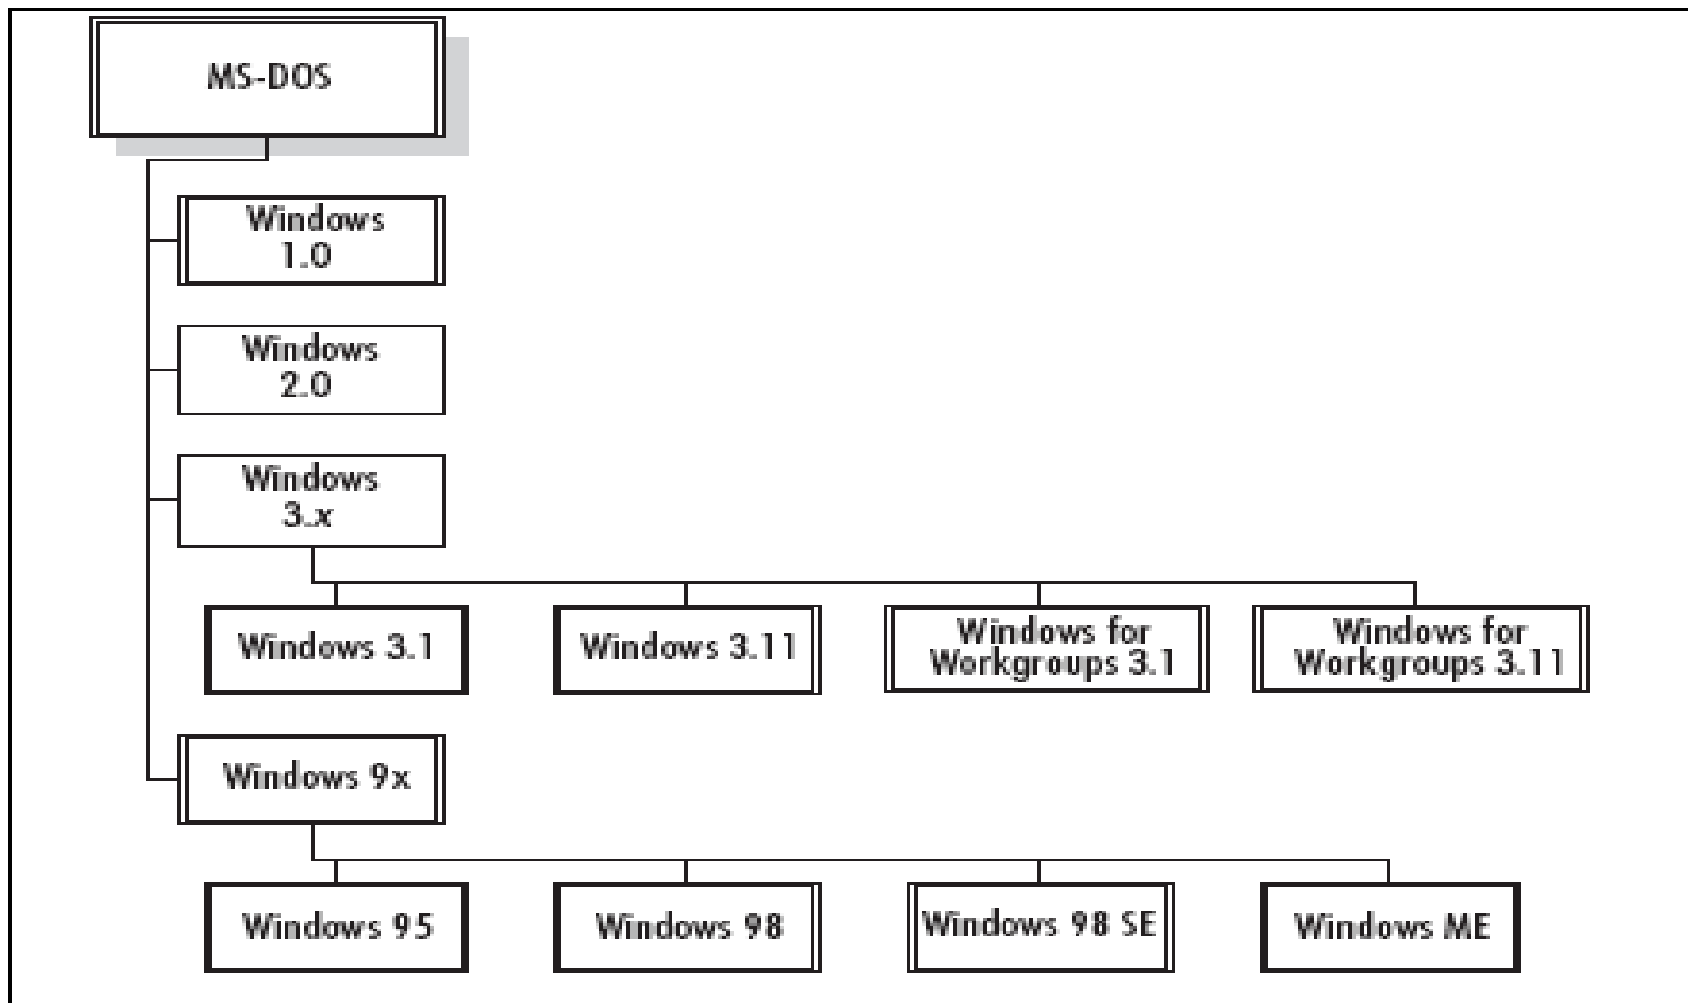 MS-DOS
Windows
1.0
Windows
2.0
Windows
3.x
Windows 3.1
Windows 3.11
Windows for
Workgroups 3.1
Windows for
Workgroups 3.11
Windows 9x
Windows 95
Windows 98
Windows 98 SE
Windows ME